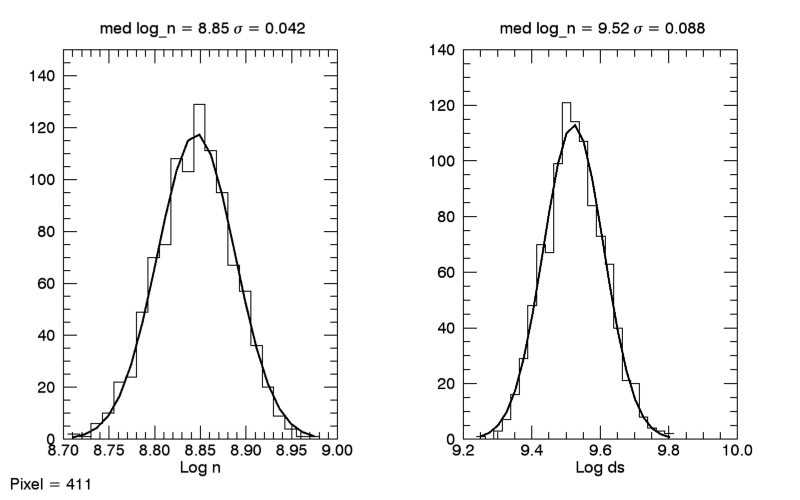 med log_n = 8.85 σ = 0.042
140
120
100
80
60
40
20
0
8.70 8.75 8.80 8.85 8.90 8.95 9.00
Log n
med log_n = 9.52 σ = 0.088
140
120
100
80
60
40
20
0
9.2 9.4 9.6 9.8 10.0
Log ds
Pixel = 411